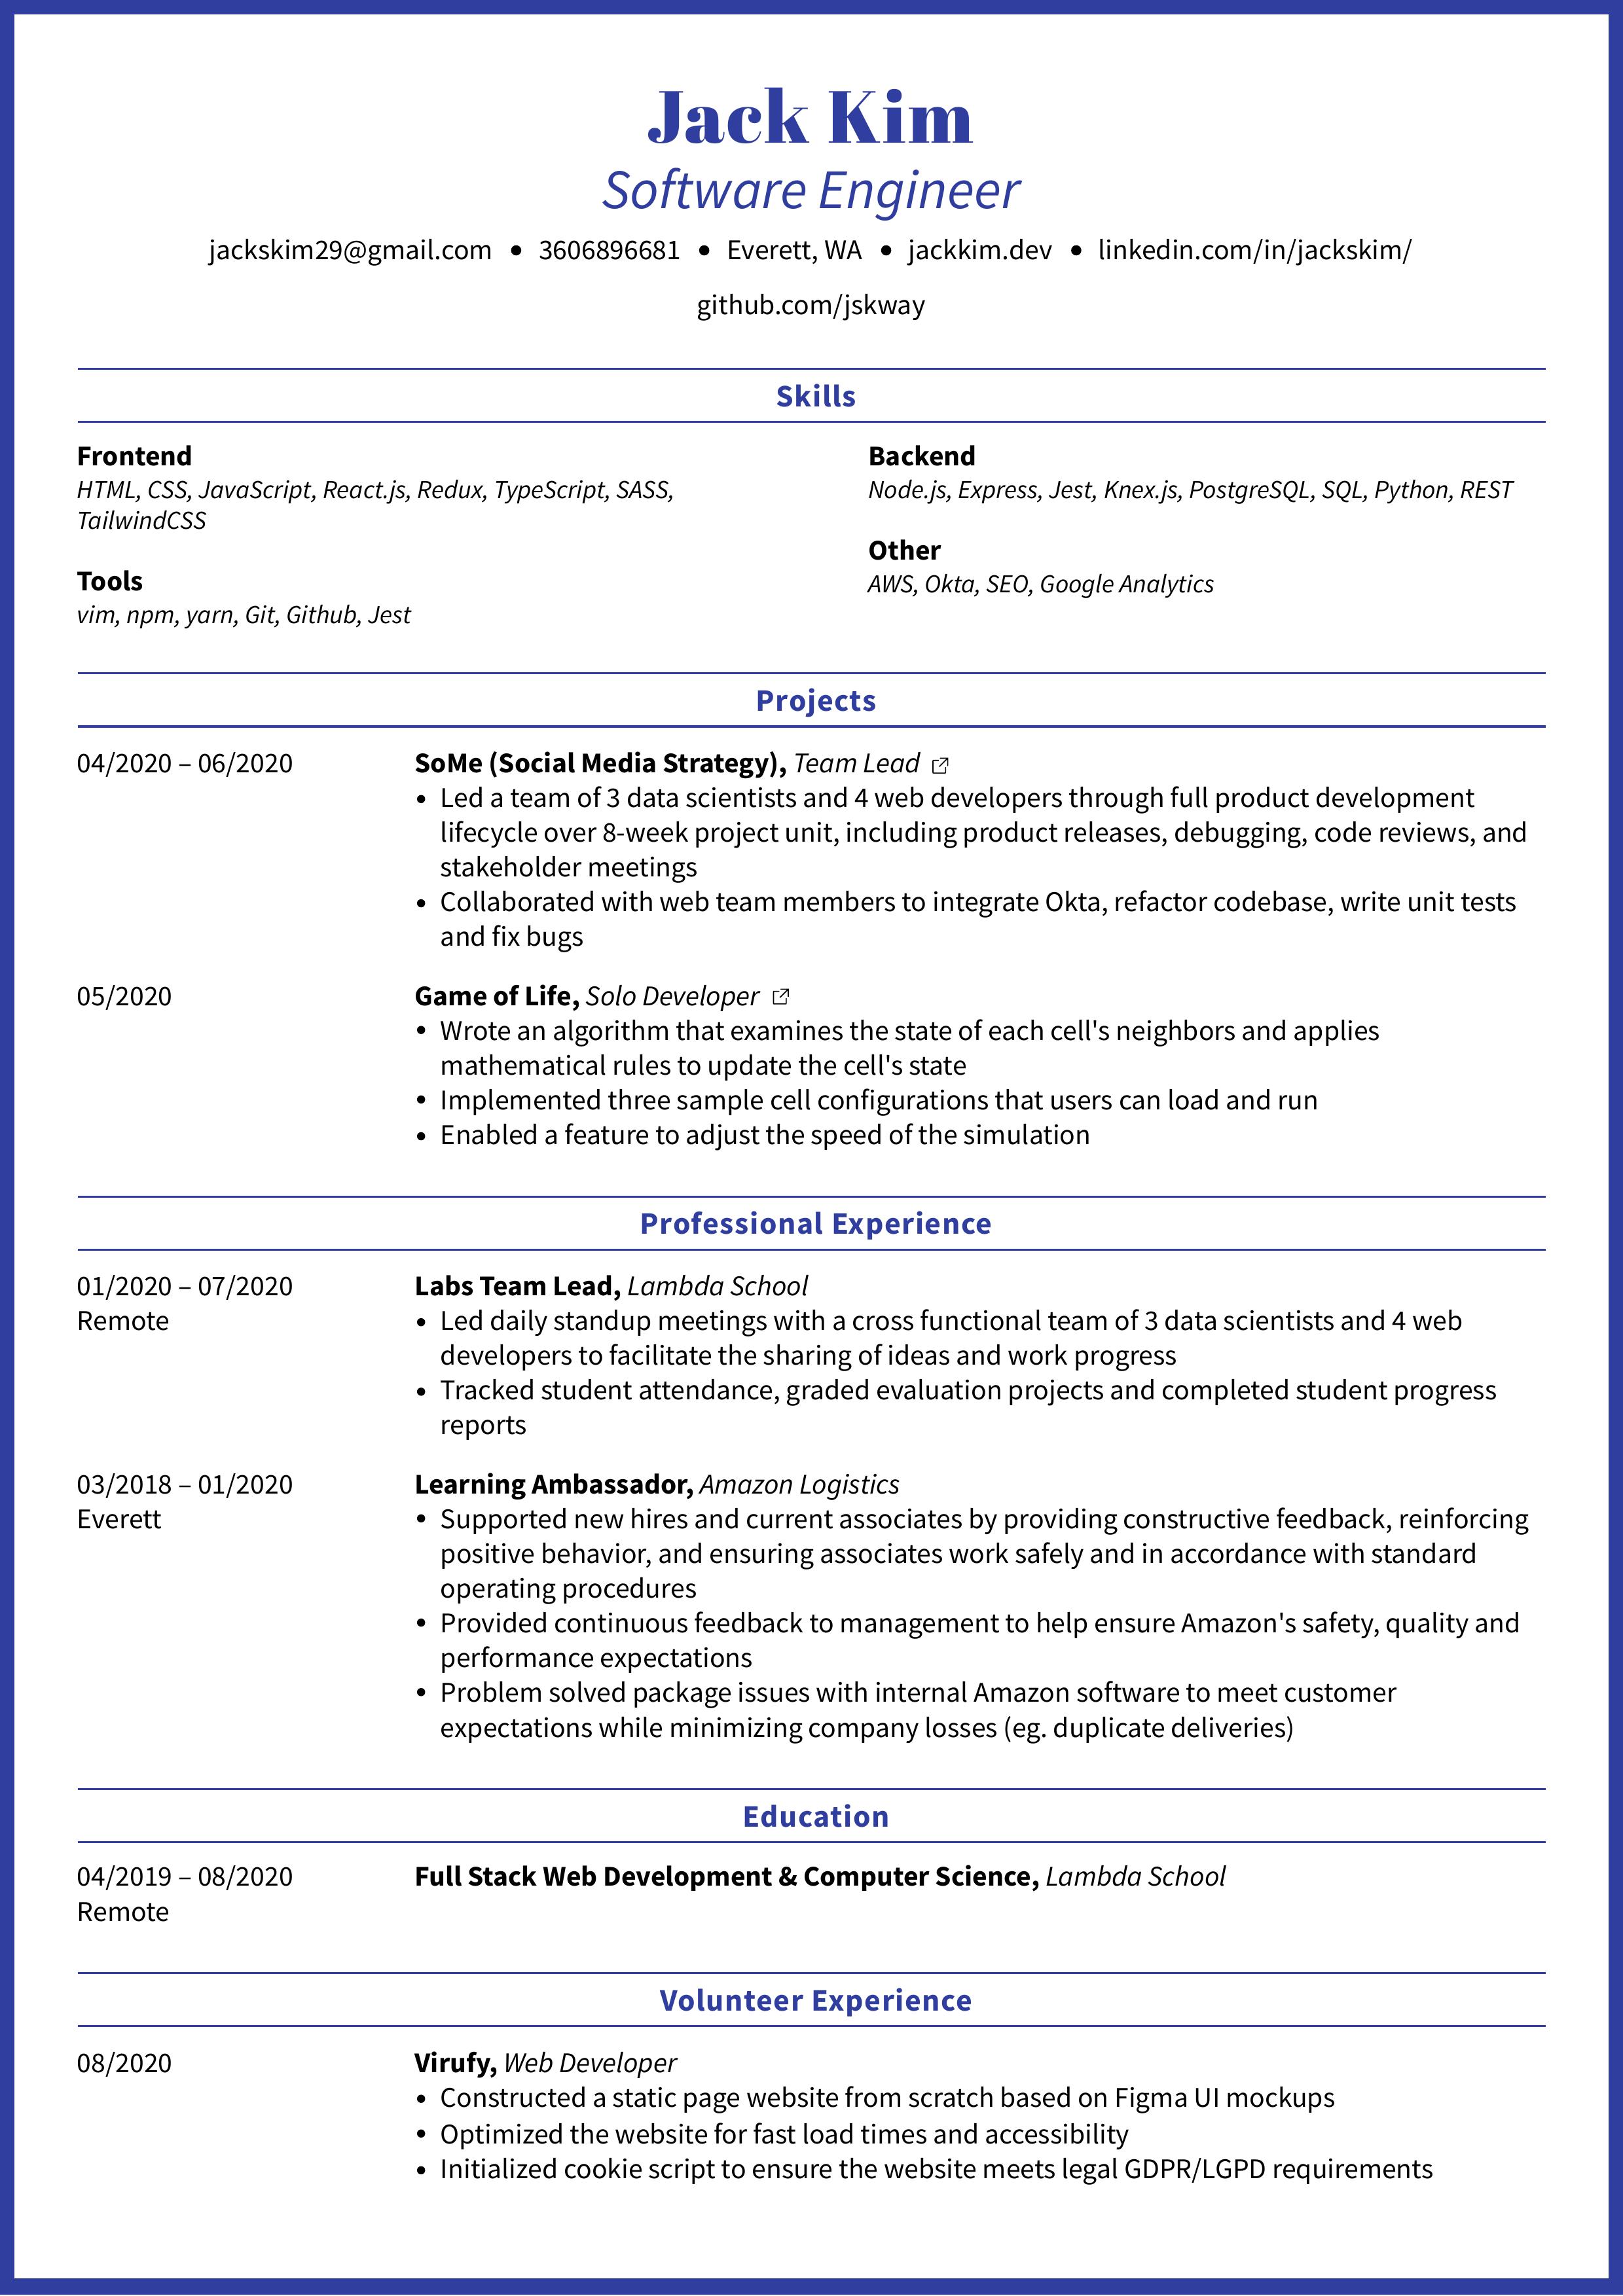 Jack Kim
Software Engineer
jackskim29@gmail.com • 3606896681 • Everett, WA • jackkim.dev • linkedin.com/in/jackskim/
github.com/jskway
Skills
Frontend
HTML, CSS, JavaScript, React.js, Redux, TypeScript, SASS,
TailwindCSS
Tools
vim, npm, yarn, Git, Github, Jest
Backend
Node.js, Express, Jest, Knex.js, PostgreSQL, SQL, Python, REST
Other
AWS, Okta, SEO, Google Analytics
Projects
04/2020 – 06/2020
SoMe (Social Media Strategy), Team Lead
• Led a team of 3 data scientists and 4 web developers through full product development
lifecycle over 8-week project unit, including product releases, debugging, code reviews, and
stakeholder meetings
• Collaborated with web team members to integrate Okta, refactor codebase, write unit tests
and fix bugs
05/2020
Game of Life, Solo Developer
• Wrote an algorithm that examines the state of each cell's neighbors and applies
mathematical rules to update the cell's state
• Implemented three sample cell configurations that users can load and run
• Enabled a feature to adjust the speed of the simulation
Professional Experience
01/2020 – 07/2020
Remote
Labs Team Lead, Lambda School
• Led daily standup meetings with a cross functional team of 3 data scientists and 4 web
developers to facilitate the sharing of ideas and work progress
• Tracked student attendance, graded evaluation projects and completed student progress
reports
03/2018 – 01/2020
Everett
Learning Ambassador, Amazon Logistics
• Supported new hires and current associates by providing constructive feedback, reinforcing
positive behavior, and ensuring associates work safely and in accordance with standard
operating procedures
• Provided continuous feedback to management to help ensure Amazon's safety, quality and
performance expectations
• Problem solved package issues with internal Amazon software to meet customer
expectations while minimizing company losses (eg. duplicate deliveries)
Education
04/2019 – 08/2020
Remote
Full Stack Web Development & Computer Science, Lambda School
Volunteer Experience
08/2020
Virufy, Web Developer
• Constructed a static page website from scratch based on Figma UI mockups
• Optimized the website for fast load times and accessibility
• Initialized cookie script to ensure the website meets legal GDPR/LGPD requirements